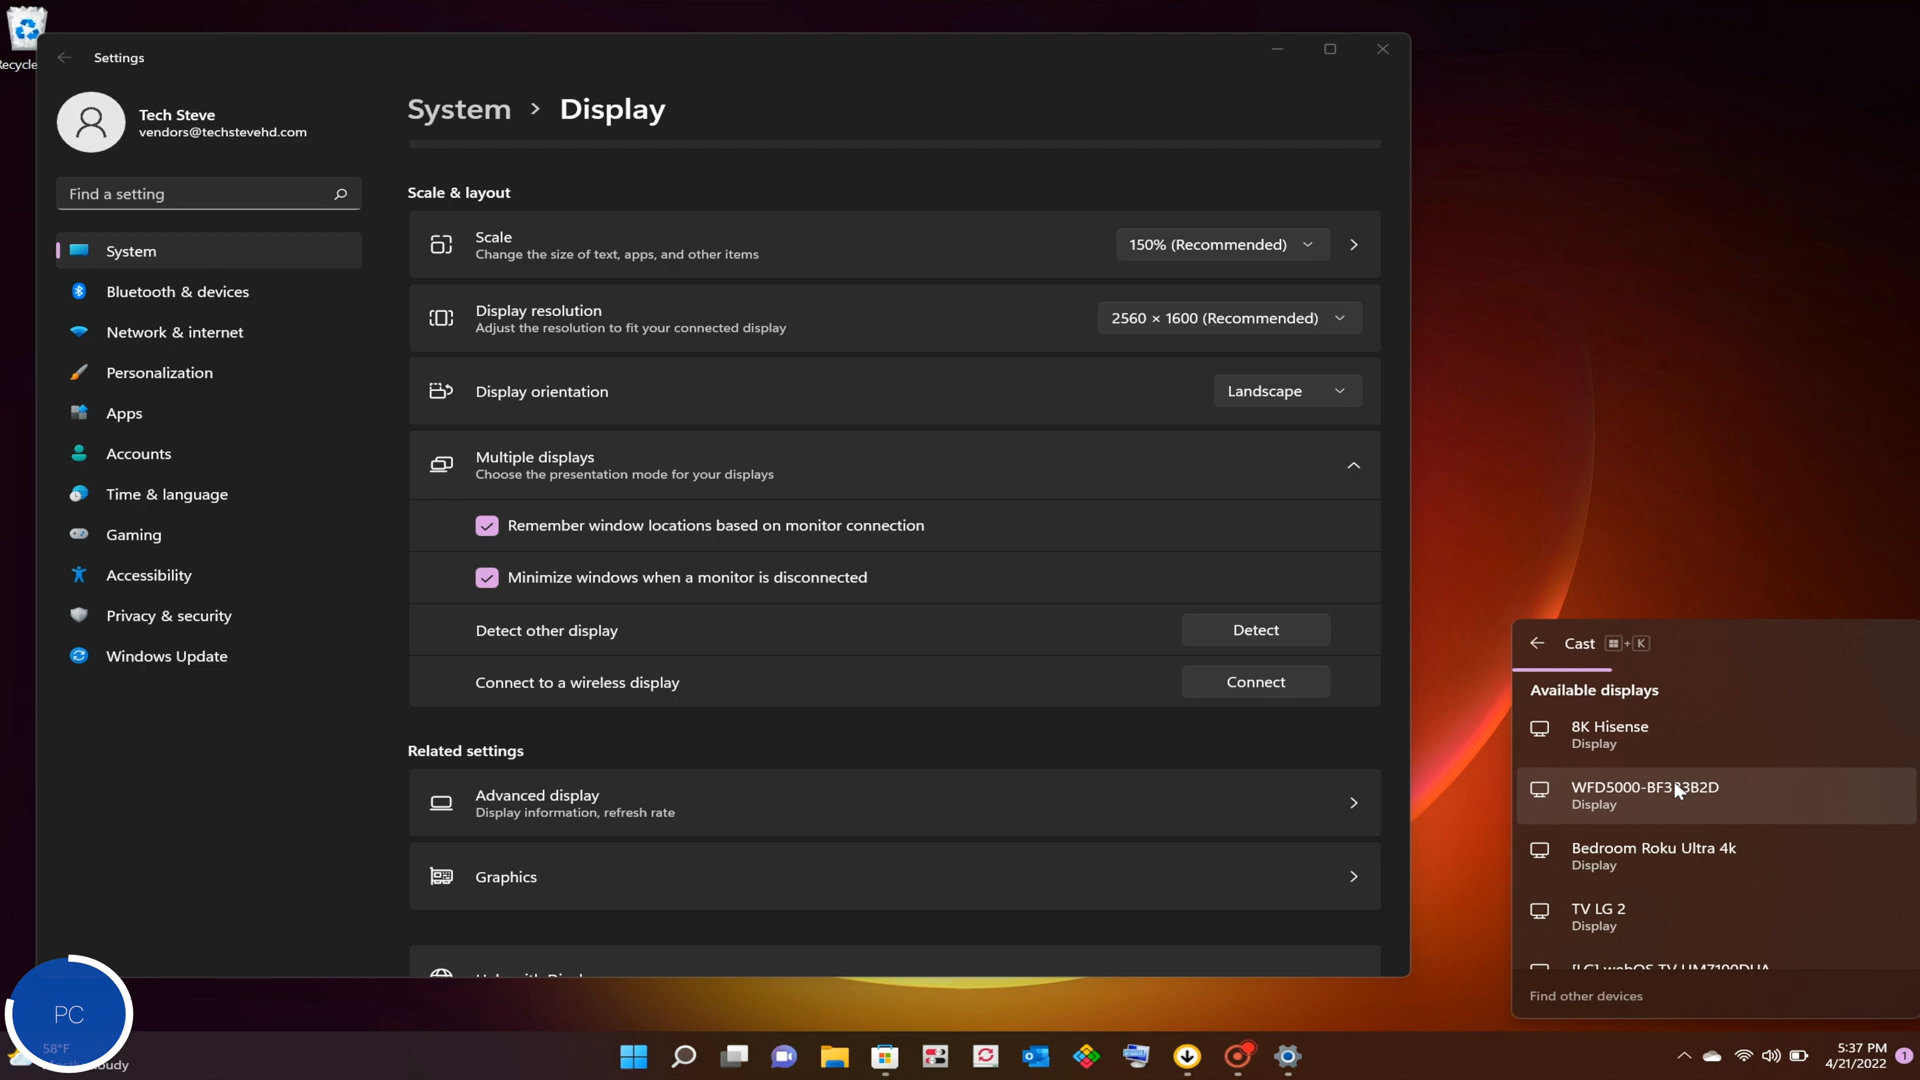 Recycle
Settings
Tech Steve
vendors@techstevehd.com
Find a setting
System
Bluetooth & devices
Network & internet
Personalization
Apps
Accounts
Time & language
Gaming
Accessibility
Privacy & security
Windows Update
System > Display
Scale & layout
Scale
Change the size of text, apps, and other items
150% (Recommended)
Display resolution
Adjust the resolution to fit your connected display
2560 × 1600 (Recommended)
Display orientation
Landscape
Multiple displays
Choose the presentation mode for your displays
Remember window locations based on monitor connection
Minimize windows when a monitor is disconnected
Detect other display
Detect
Connect to a wireless display
Connect
Related settings
Advanced display
Display information, refresh rate
Graphics
Cast + K
Available displays
8K Hisense
Display
WFD5000-BF333B2D
Display
Bedroom Roku Ultra 4k
Display
TV LG 2
Display
[LG] webOS TV UM7100DUA
Find other devices
PC
58°F
5:37 PM
4/21/2022
1